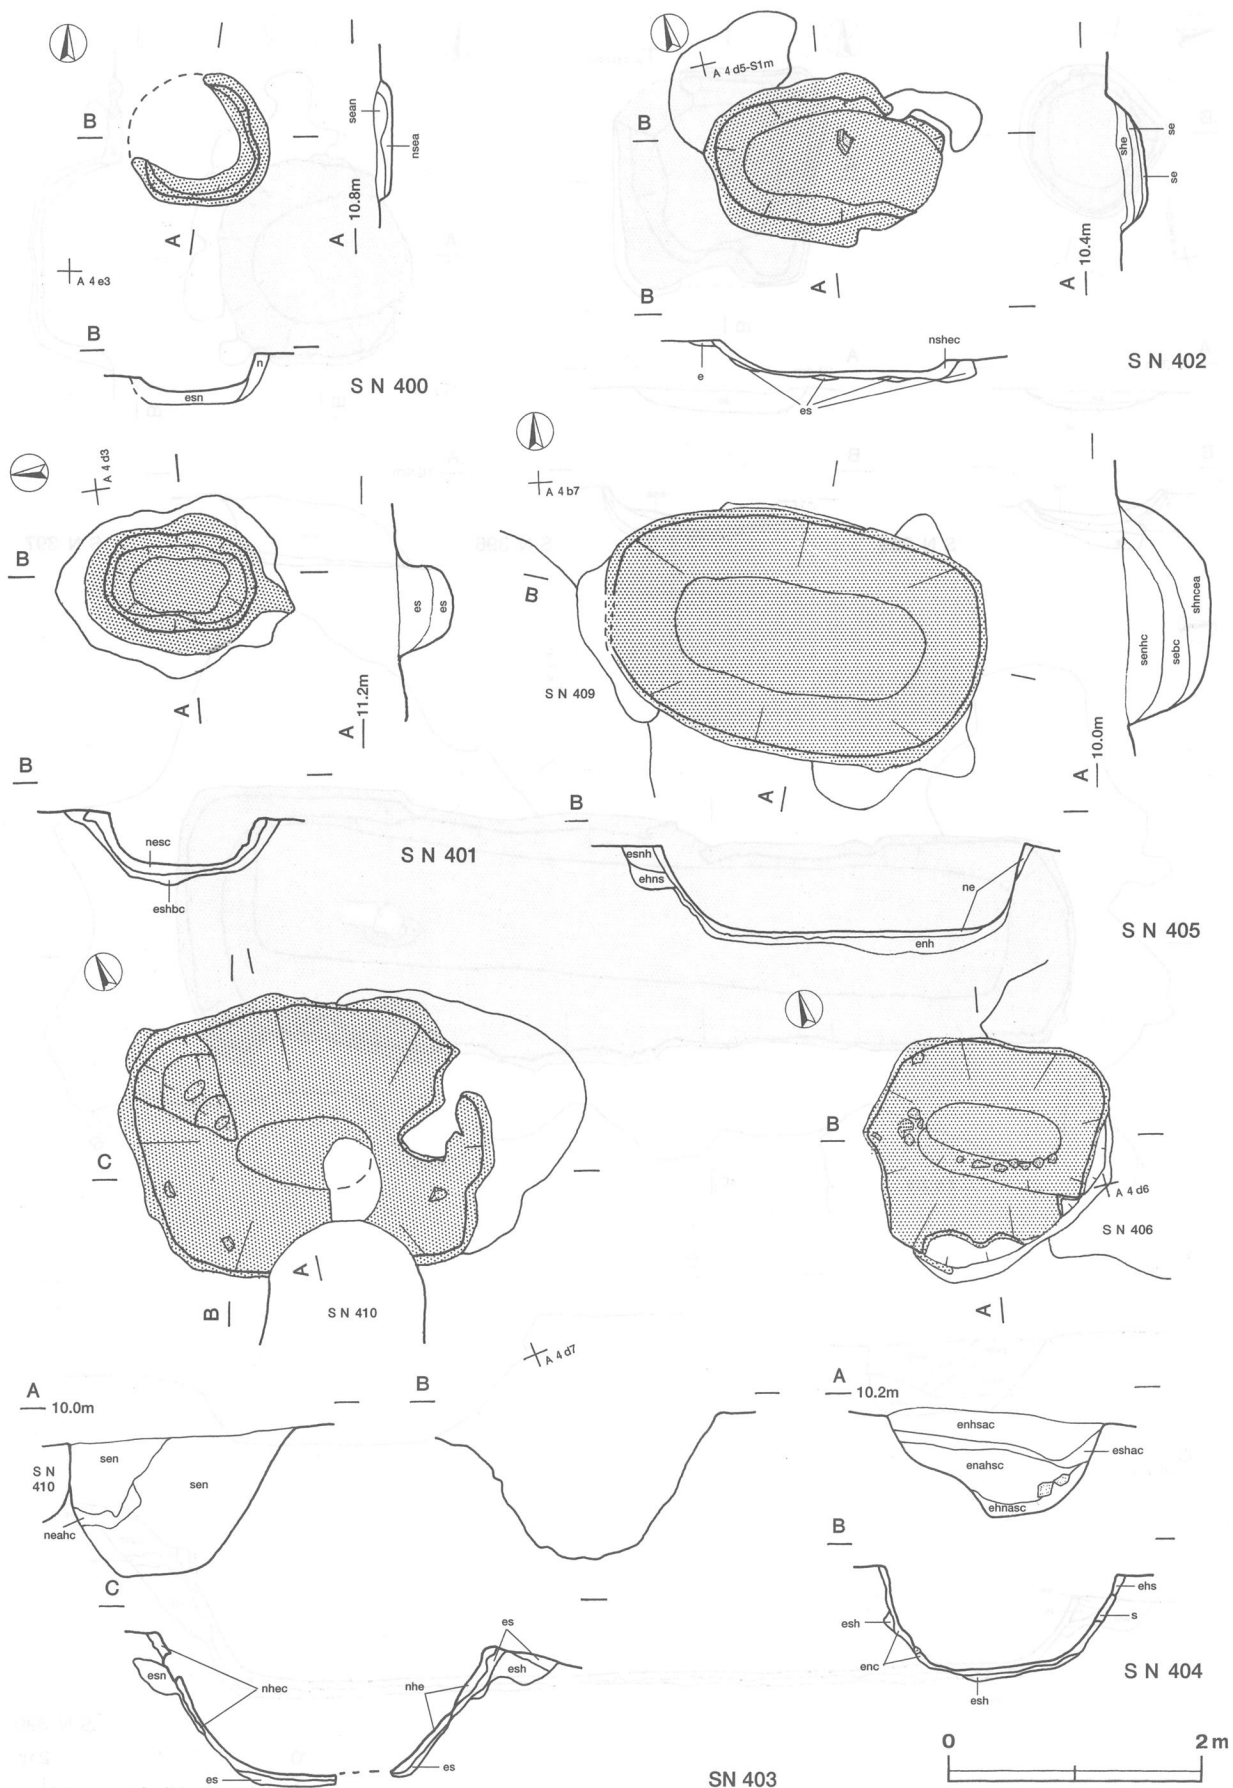 B
sean
nsea
A 10.8m
A
A 4 e3
B
n
esn
S N 400
A 4 d5-S1m
B
she
se
se
A 10.4m
A
B
nshec
e
es
S N 402
A 4 d3
B
es
es
A
A 11.2m
B
nesc
eshbc
S N 401
A 4 b7
B
S N 409
senhc
sebc
shncea
A 10.0m
A
B
esnh
ehns
ne
enh
S N 405
C
B
A
S N 410
A 4 d7
B
A 4 d6
S N 406
A
A 10.0m
S N
410
sen
sen
neahc
B
C
esn
nhec
nhe
es
esh
es
es
SN 403
A 10.2m
enhsac
eshac
enahsc
ehnasc
B
ehs
esh
s
enc
esh
S N 404
0 2 m